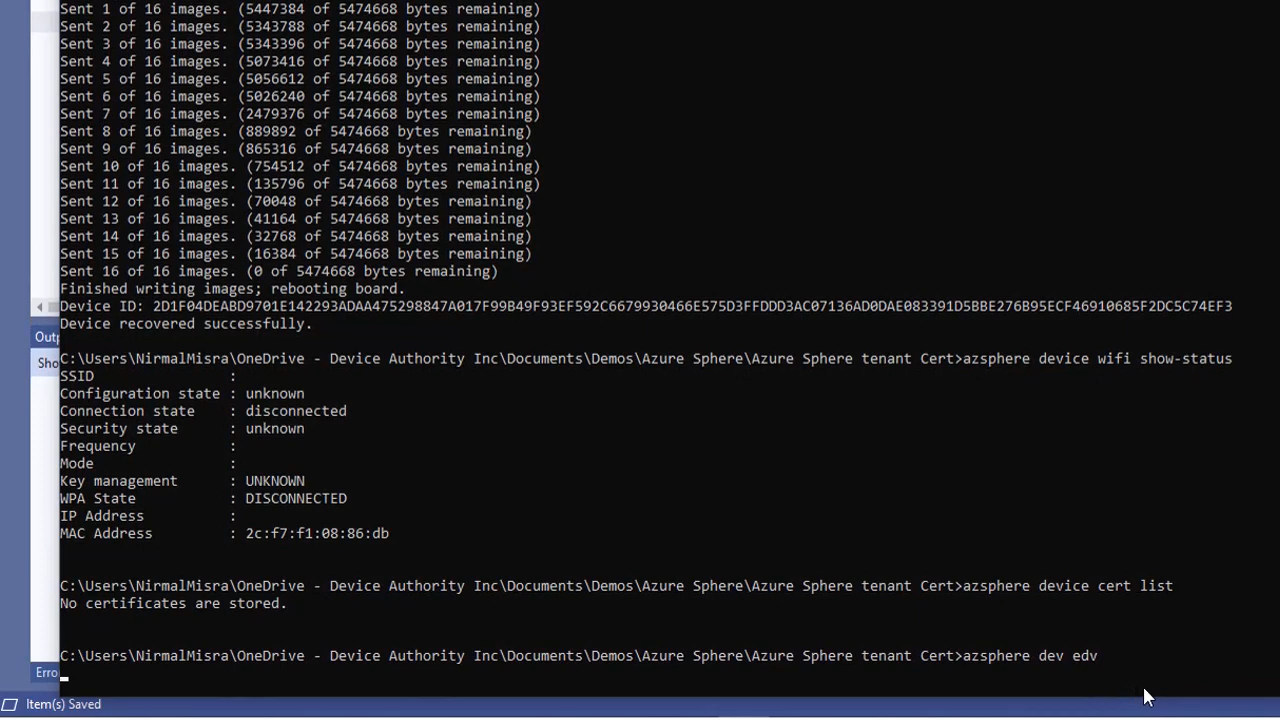 Sent 1 of 16 images. (5447384 of 5474668 bytes remaining)
Sent 2 of 16 images. (5343788 of 5474668 bytes remaining)
Sent 3 of 16 images. (5343396 of 5474668 bytes remaining)
Sent 4 of 16 images. (5073416 of 5474668 bytes remaining)
Sent 5 of 16 images. (5056612 of 5474668 bytes remaining)
Sent 6 of 16 images. (5026240 of 5474668 bytes remaining)
Sent 7 of 16 images. (2479376 of 5474668 bytes remaining)
Sent 8 of 16 images. (889892 of 5474668 bytes remaining)
Sent 9 of 16 images. (865316 of 5474668 bytes remaining)
Sent 10 of 16 images. (754512 of 5474668 bytes remaining)
Sent 11 of 16 images. (135796 of 5474668 bytes remaining)
Sent 12 of 16 images. (70048 of 5474668 bytes remaining)
Sent 13 of 16 images. (41164 of 5474668 bytes remaining)
Sent 14 of 16 images. (32768 of 5474668 bytes remaining)
Sent 15 of 16 images. (16384 of 5474668 bytes remaining)
Sent 16 of 16 images. (0 of 5474668 bytes remaining)
Finished writing images; rebooting board.
Device ID: 2D1F04DEABD9701E142293ADAA475298847A017F99B49F93EF592C6679930466E575D3FFDDD3AC07136AD0DAE083391D5BBE276B95ECF46910685F2DC5C74EF3
Device recovered successfully.
Outp
Sho
C:\Users\NirmalMisra\OneDrive - Device Authority Inc\Documents\Demos\Azure Sphere\Azure Sphere tenant Cert>azsphere device wifi show-status
SSID :
Configuration state : unknown
Connection state : disconnected
Security state : unknown
Frequency :
Mode :
Key management : UNKNOWN
WPA State : DISCONNECTED
IP Address :
MAC Address : 2c:f7:f1:08:86:db
C:\Users\NirmalMisra\OneDrive - Device Authority Inc\Documents\Demos\Azure Sphere\Azure Sphere tenant Cert>azsphere device cert list
No certificates are stored.
C:\Users\NirmalMisra\OneDrive - Device Authority Inc\Documents\Demos\Azure Sphere\Azure Sphere tenant Cert>azsphere dev edv
Erro
Item(s) Saved